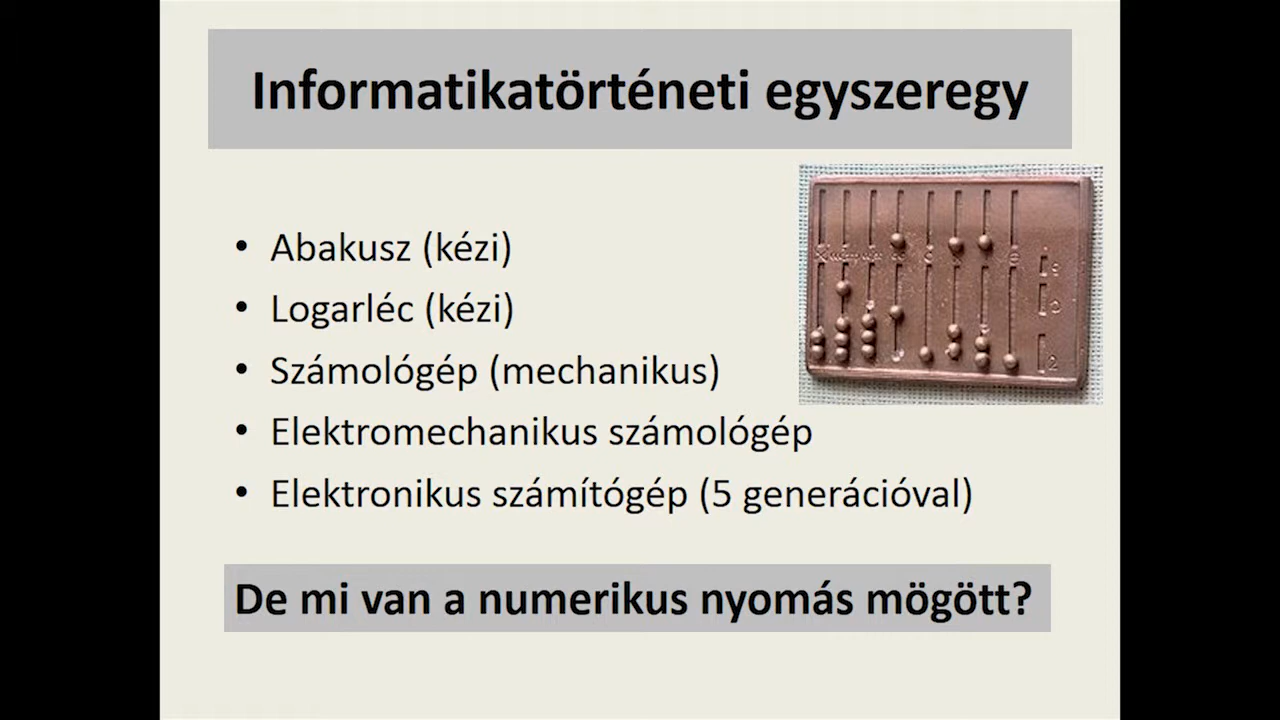 Informatikatörténeti egyszeregy
• Abakusz (kézi)
• Logarléc (kézi)
• Számológép (mechanikus)
• Elektromechanikus számológép
• Elektronikus számítógép (5 generációval)
De mi van a numerikus nyomás mögött?